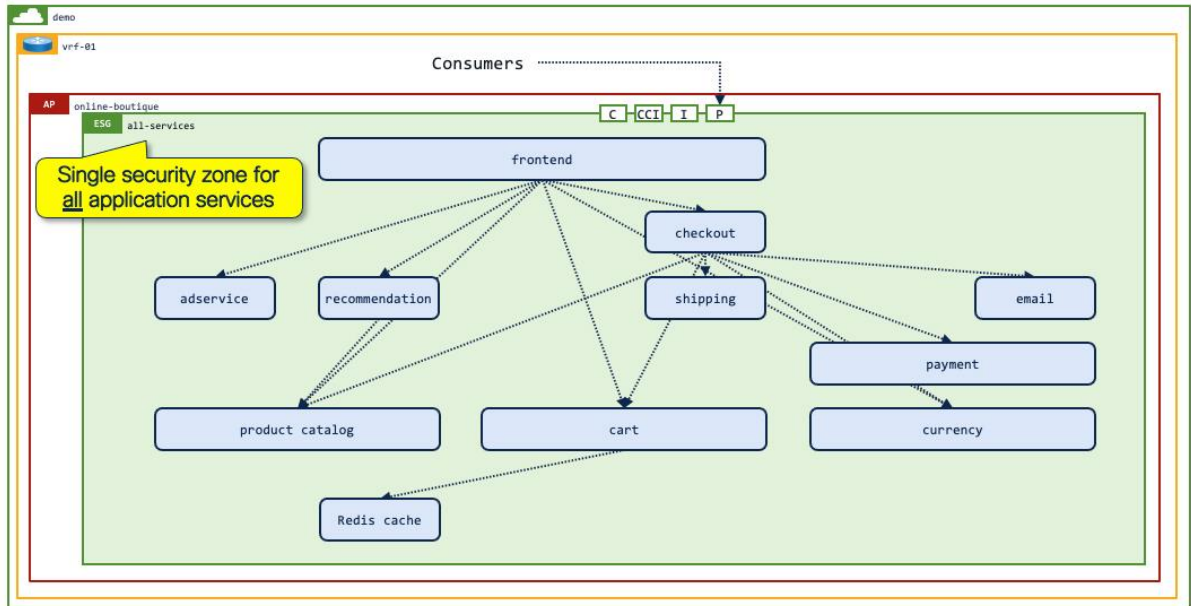 demo
vrf-01
Consumers
AP
online-boutique
C
CCI
I
P
ESG
all-services
Single security zone for
all application services
frontend
checkout
adservice
recommendation
shipping
email
payment
product catalog
cart
currency
Redis cache